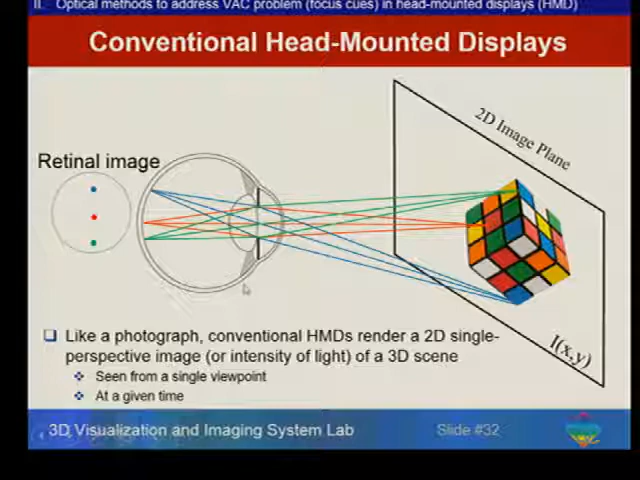 II. Optical methods to address VAC problem (focus cues) in head-mounted displays (HMD)
Conventional Head-Mounted Displays
2D Image Plane
Retinal image
I(x,y)
Like a photograph, conventional HMDs render a 2D single-
perspective image (or intensity of light) of a 3D scene
Seen from a single viewpoint
At a given time
3D Visualization and Imaging System Lab
Slide #32